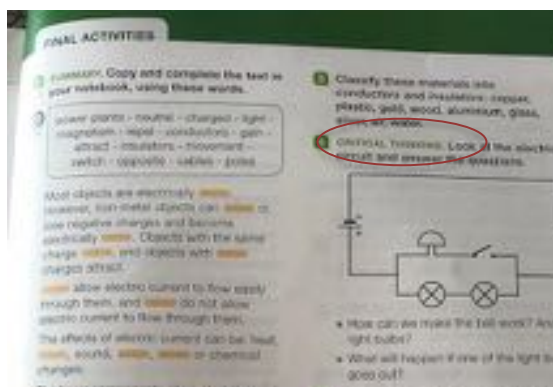 FINAL ACTIVITIES
SUMMARY. Copy and complete the text in
your notebook, using these words.
power plants - neutral - charged - light -
magnetism - repel - conductors - gain -
attract - insulators - movement -
switch - opposite - cables - poles
Most objects are electrically
However, non-metal objects can or
lose negative charges and become
electrically . Objects with the same
charge , and objects with
charges attract.
allow electric current to flow easily
through them, and do not allow
electric current to flow through them.
The effects of electric current can be: heat,
sound, or chemical
changes.
Classify these materials into
conductors and insulators: copper,
plastic, gold, wood, aluminium, glass,
air, water.
CRITICAL THINKING. Look at the electric
circuit and answer the questions.
How can we make the bell work? And
light bulbs?
What will happen if one of the light
goes out?